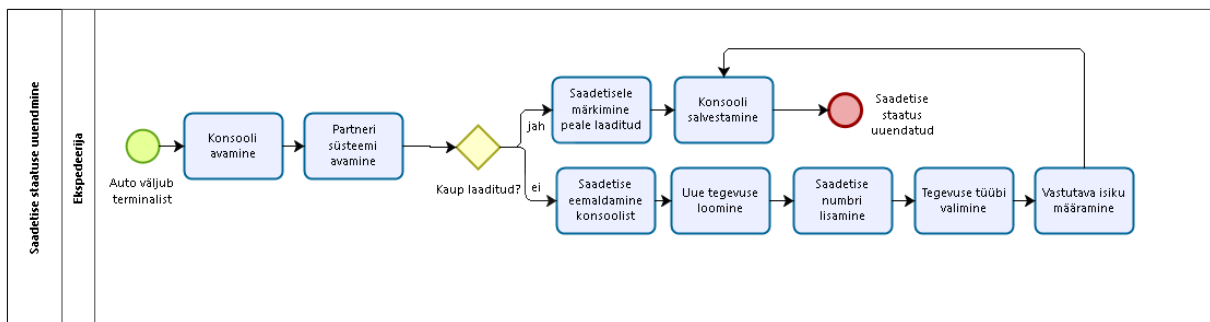 Saadetise staatuse uuendmine
Ekspedeerija
Auto väljub
terminalist
Konsooli
avamine
Partneri
süsteemi
avamine
Kaup laaditud?
jah
Saadetisele
märkimine
peale laaditud
Konsooli
salvestamine
Saadetise
staatus
uuendatud
ei
Saadetise
eemaldamine
konsoolist
Uue tegevuse
loomine
Saadetise
numbri
lisamine
Tegevuse tüübi
valimine
Vastutava isiku
määramine